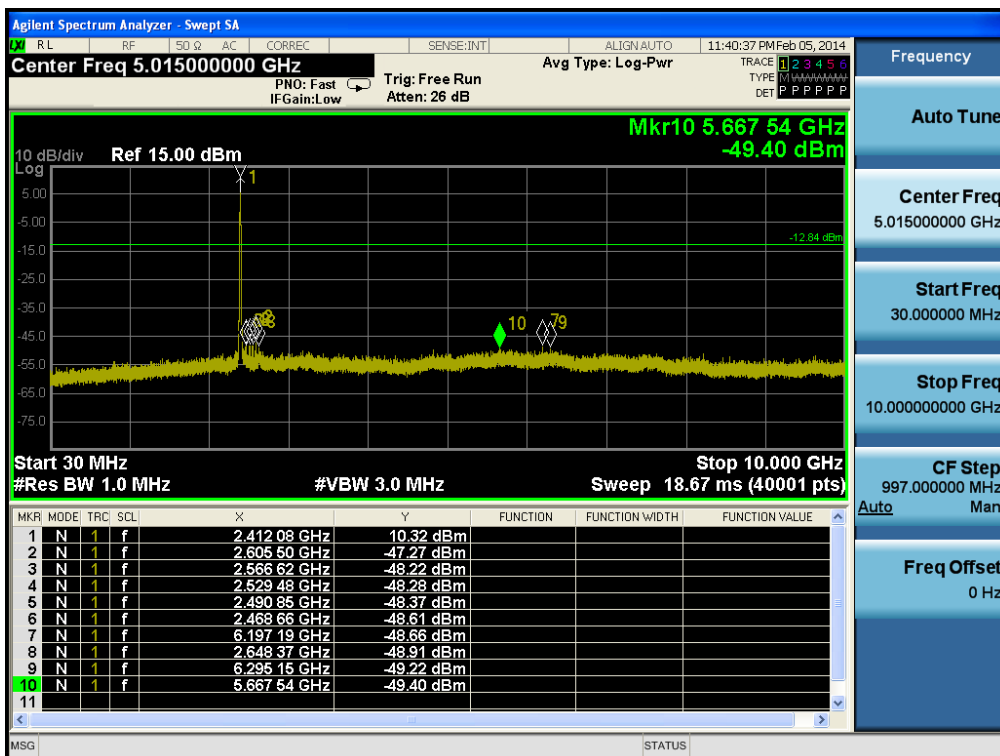 Agilent Spectrum Analyzer - Swept SA
LXI RL RF 50 Ω AC CORREC SENSE:INT ALIGN AUTO 11:40:37 PM Feb 05, 2014
Center Freq 5.015000000 GHz Avg Type: Log-Pwr TRACE 1 2 3 4 5 6
PNO: Fast Trig: Free Run TYPE M WWWWW
IFGain:Low Atten: 26 dB DET P P P P P P
Mkr10 5.667 54 GHz
10 dB/div Ref 15.00 dBm -49.40 dBm
Log
1
5.00
-5.00
-12.84 dBm
-15.0
-25.0
-35.0
10 7 9
-45.0
-55.0
-65.0
-75.0
Start 30 MHz Stop 10.000 GHz
#Res BW 1.0 MHz #VBW 3.0 MHz Sweep 18.67 ms (40001 pts)
MKR MODE TRC SCL X Y FUNCTION FUNCTION WIDTH FUNCTION VALUE
1 N 1 f 2.412 08 GHz 10.32 dBm
2 N 1 f 2.605 50 GHz -47.27 dBm
3 N 1 f 2.566 62 GHz -48.22 dBm
4 N 1 f 2.529 48 GHz -48.28 dBm
5 N 1 f 2.490 85 GHz -48.37 dBm
6 N 1 f 2.468 66 GHz -48.61 dBm
7 N 1 f 6.197 19 GHz -48.66 dBm
8 N 1 f 2.648 37 GHz -48.91 dBm
9 N 1 f 6.295 15 GHz -49.22 dBm
10 N 1 f 5.667 54 GHz -49.40 dBm
11
MSG STATUS
Frequency
Auto Tune
Center Freq
5.015000000 GHz
Start Freq
30.000000 MHz
Stop Freq
10.000000000 GHz
CF Step
997.000000 MHz
Auto Man
Freq Offset
0 Hz